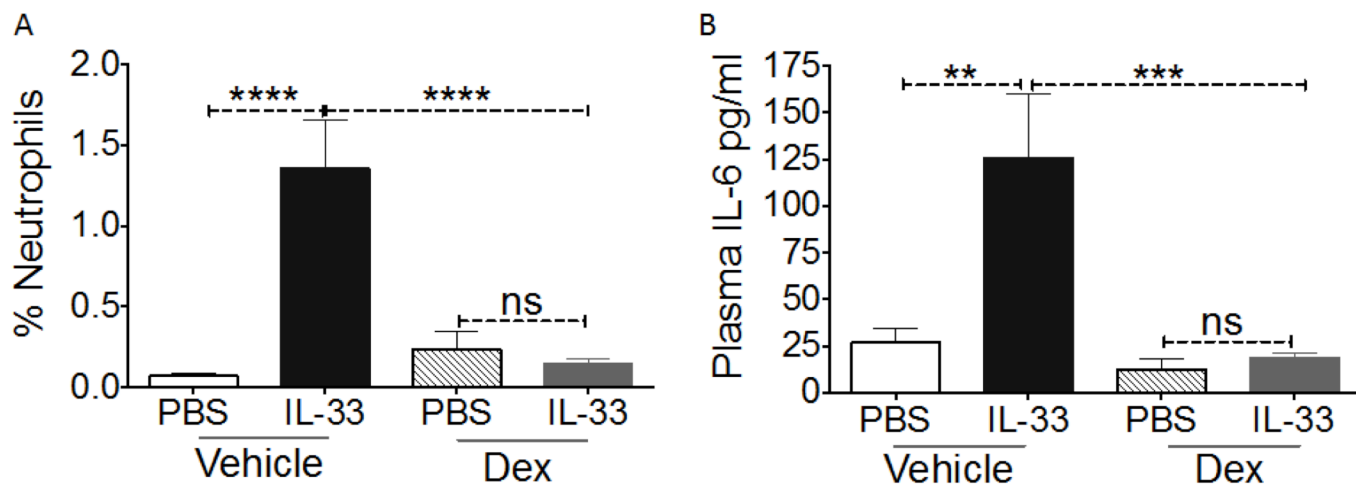 A
% Neutrophils
2.0
1.5
1.0
0.5
0.0
**** ****
ns
PBS IL-33 PBS IL-33
Vehicle Dex
B
Plasma IL-6 pg/ml
175
150
125
100
75
50
25
0
** ***
ns
PBS IL-33 PBS IL-33
Vehicle Dex